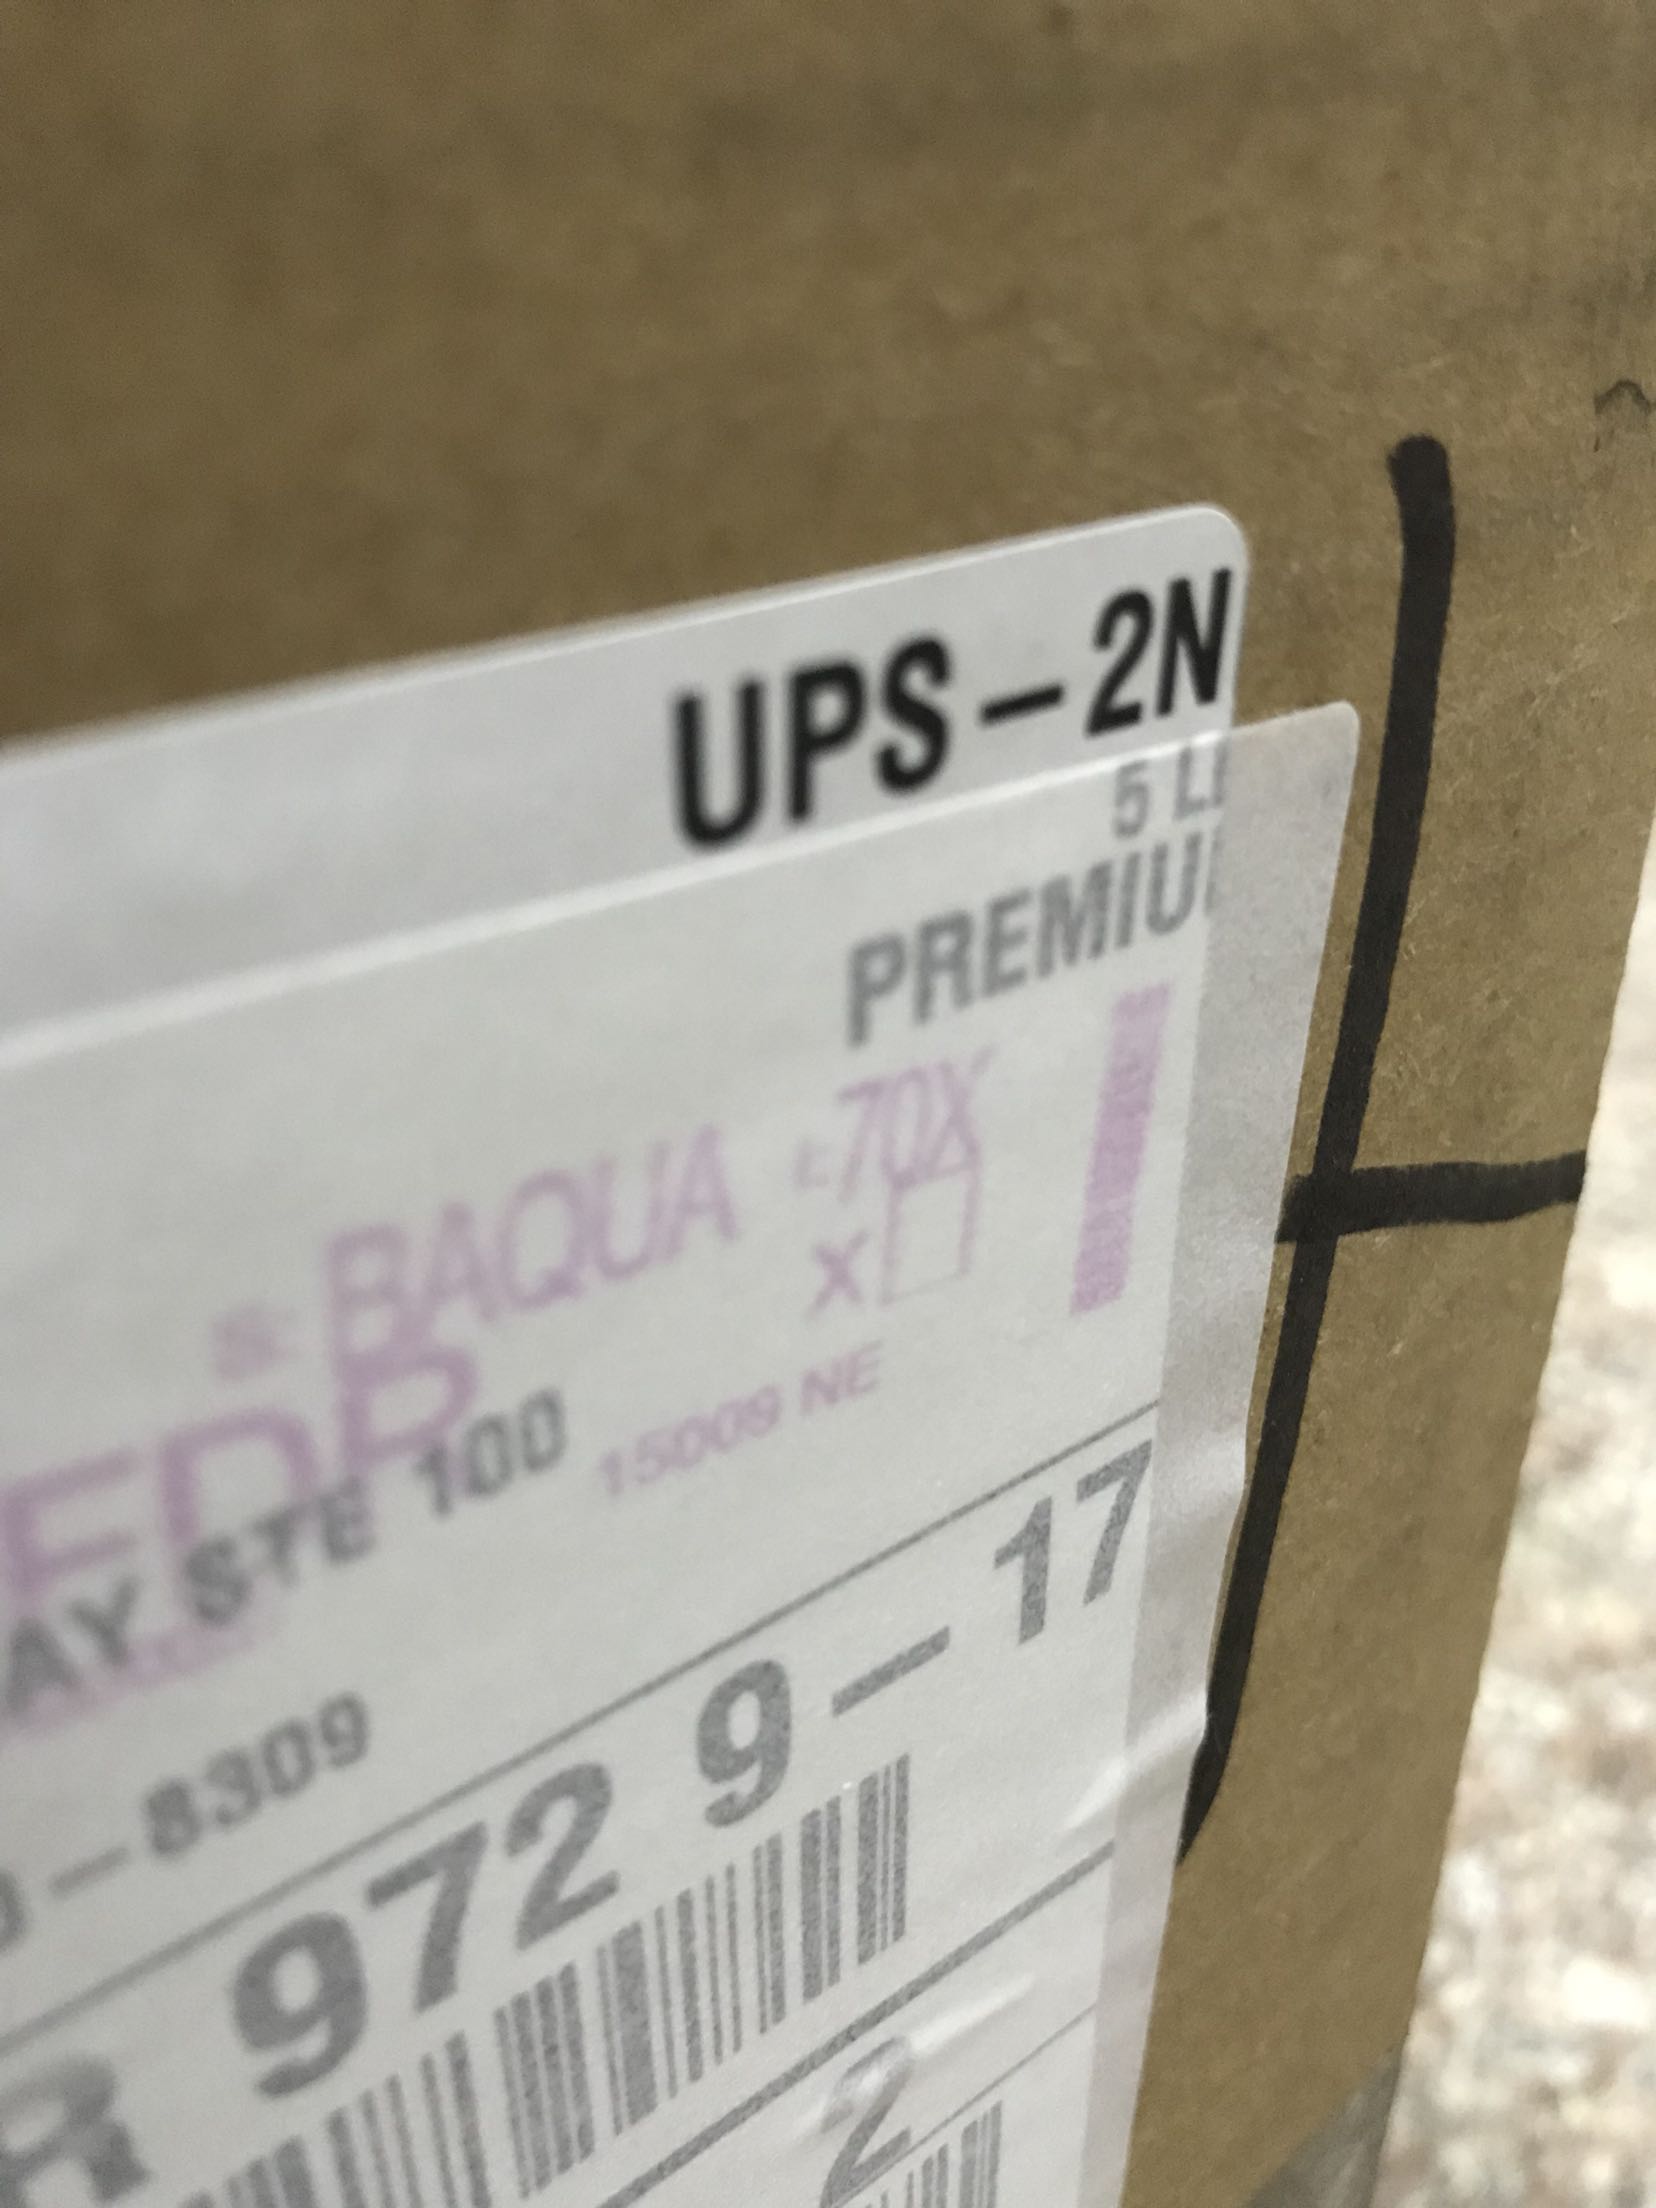 UPS-2N
5 L
PREMIU
& BAQUA
-70X
X
15009 NE
AY STE 100
-8309
R 972 9-17
2